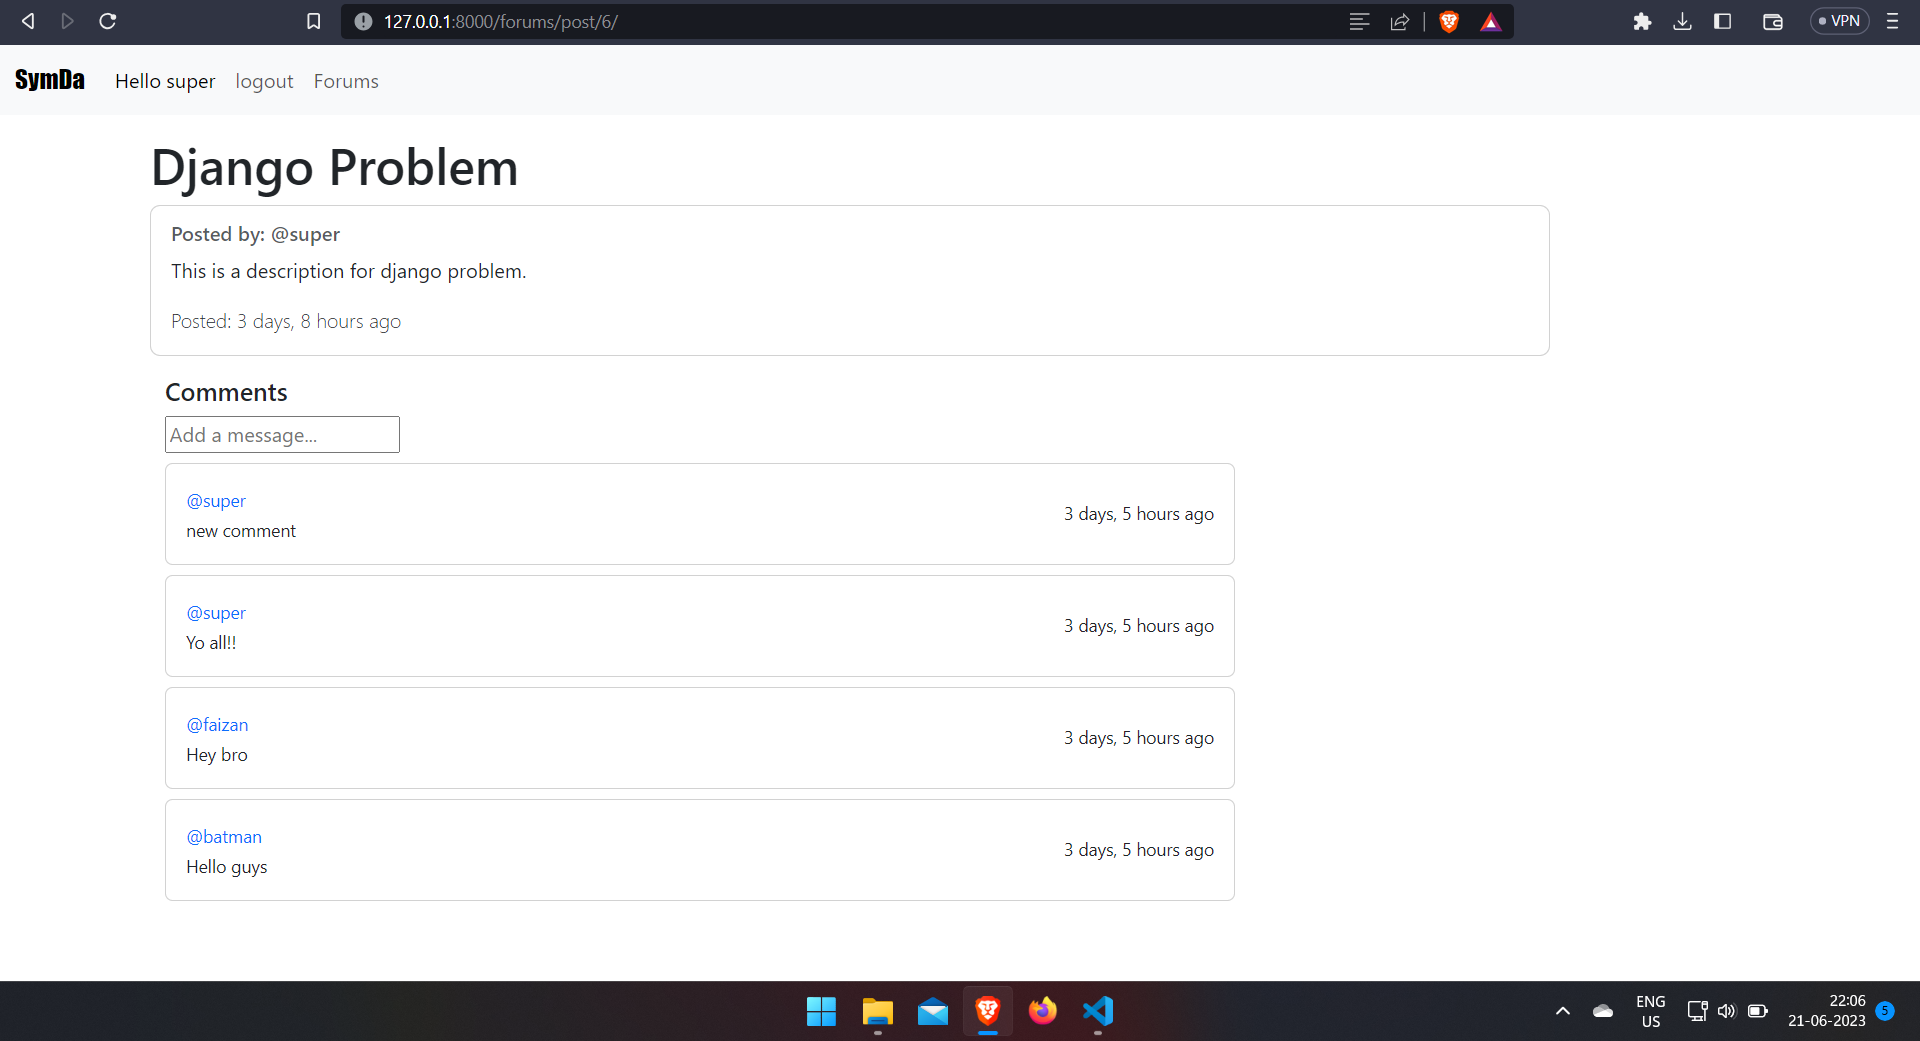 127.0.0.1:8000/forums/post/6/
VPN
SymDa Hello super logout Forums
Django Problem
Posted by: @super
This is a description for django problem.
Posted: 3 days, 8 hours ago
Comments
Add a message...
@super
new comment
3 days, 5 hours ago
@super
Yo all!!
3 days, 5 hours ago
@faizan
Hey bro
3 days, 5 hours ago
@batman
Hello guys
3 days, 5 hours ago
ENG
US
22:06
21-06-2023
5